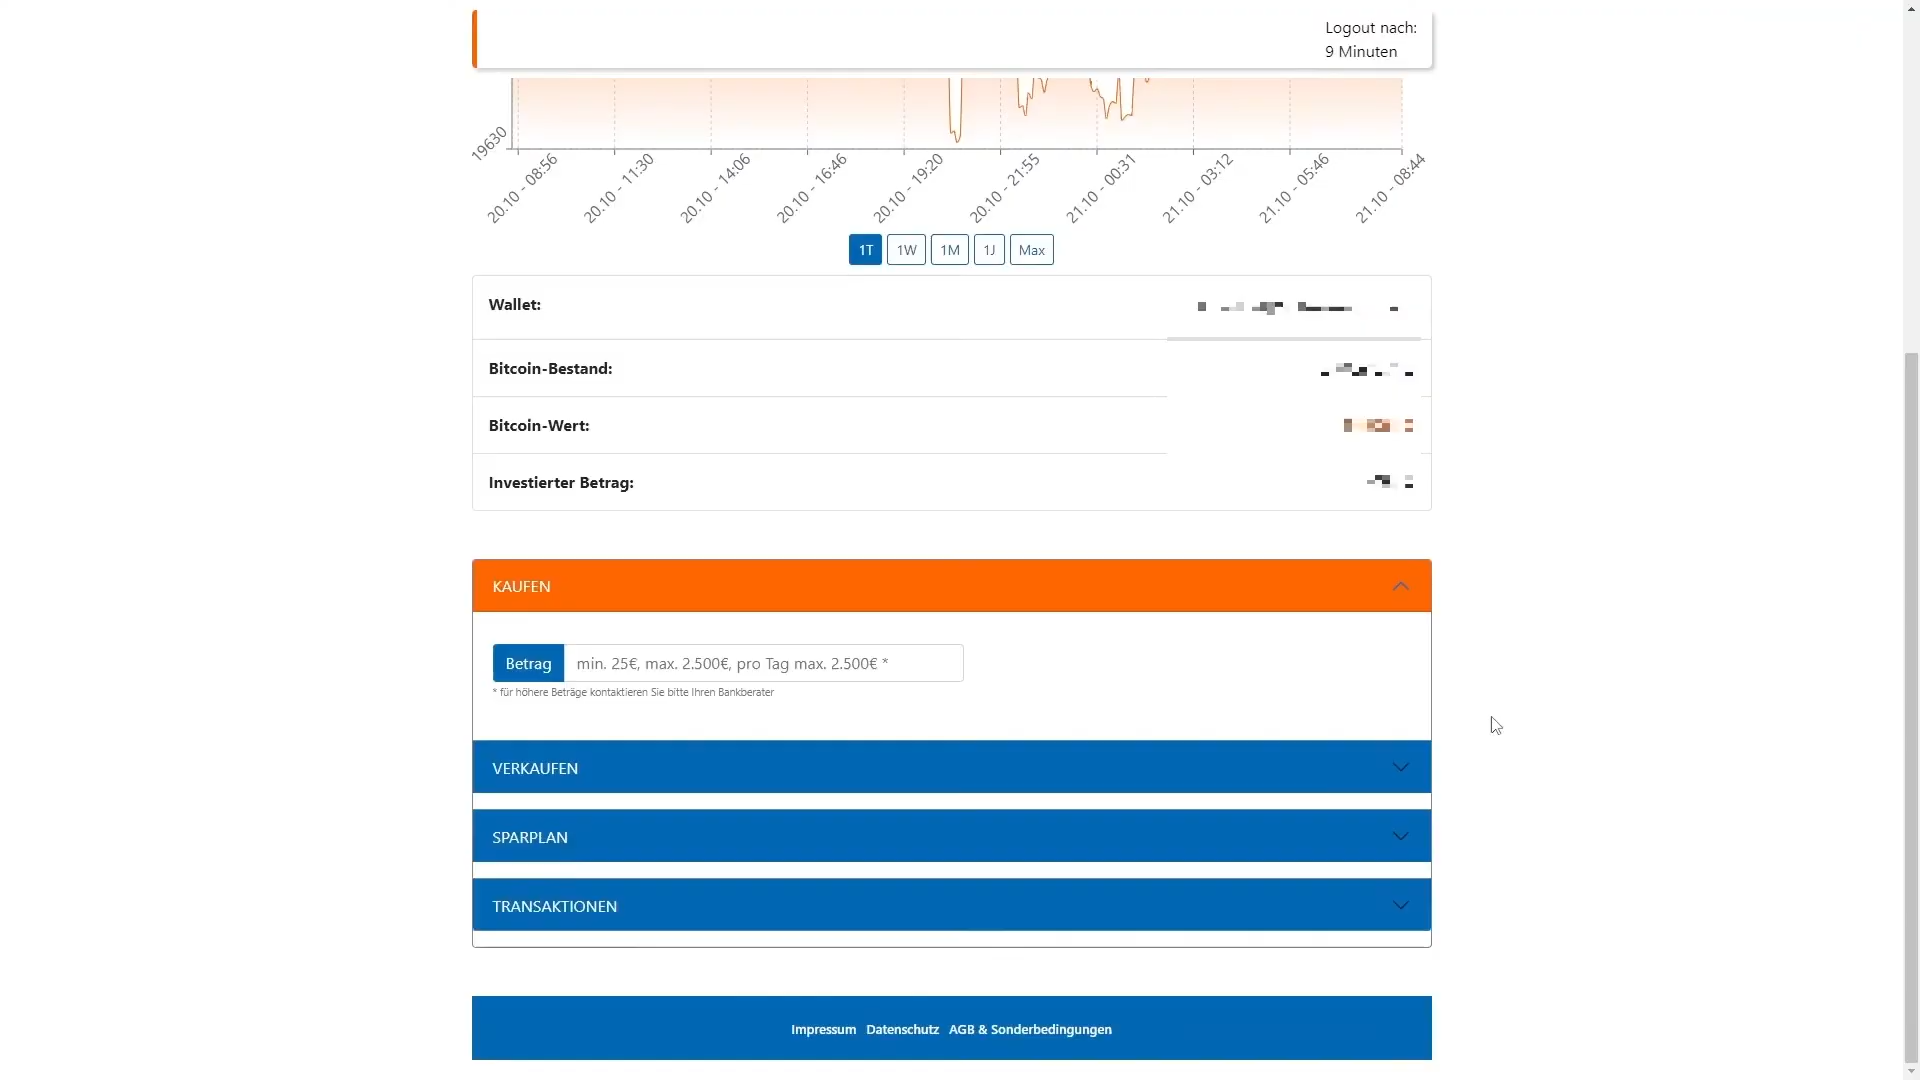 Logout nach:
9 Minuten
19630
20.10 - 08:56
20.10 - 11:30
20.10 - 14:06
20.10 - 16:46
20.10 - 19:20
20.10 - 21:55
21.10 - 00:31
21.10 - 03:12
21.10 - 05:46
21.10 - 08:44
1T 1W 1M 1J Max
Wallet:
Bitcoin-Bestand:
Bitcoin-Wert:
Investierter Betrag:
KAUFEN
Betrag min. 25€, max. 2.500€, pro Tag max. 2.500€ *
* für höhere Beträge kontaktieren Sie bitte Ihren Bankberater
VERKAUFEN
SPARPLAN
TRANSAKTIONEN
Impressum Datenschutz AGB & Sonderbedingungen